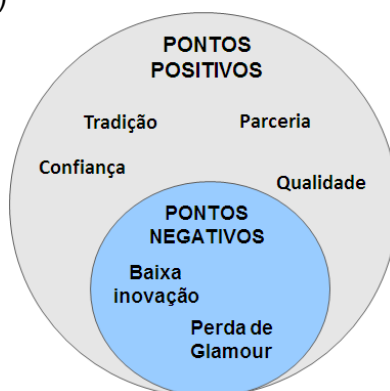 )
PONTOS
POSITIVOS
Tradição
Parceria
Confiança
Qualidade
PONTOS
NEGATIVOS
Baixa
inovação
Perda de
Glamour